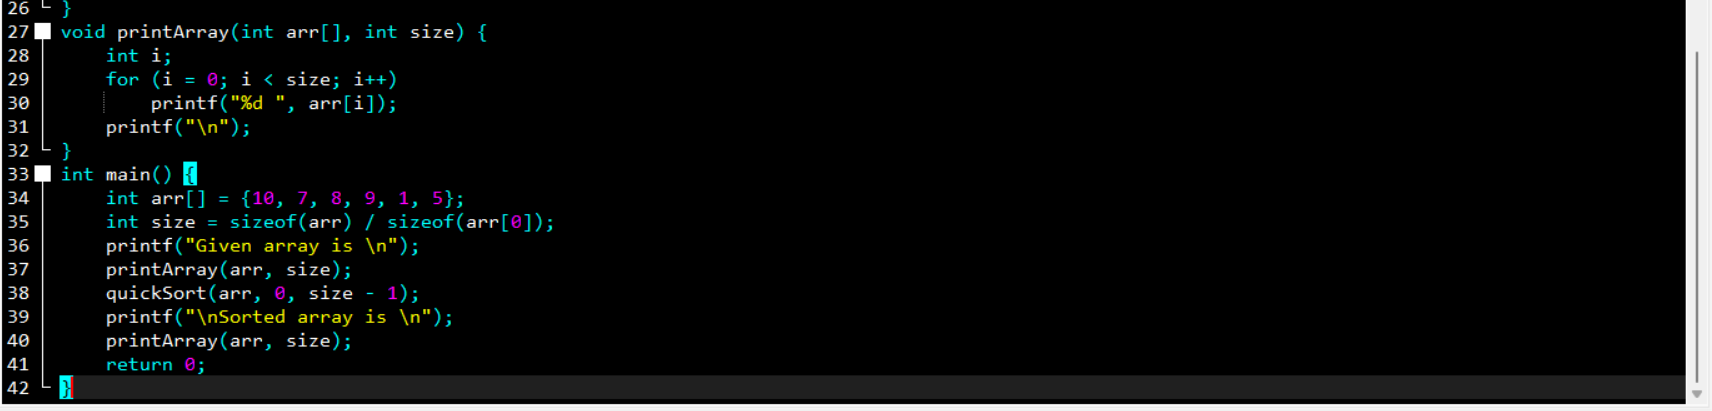 26 }
27 void printArray(int arr[], int size) {
28     int i;
29     for (i = 0; i < size; i++)
30         printf("%d ", arr[i]);
31     printf("\n");
32 }
33 int main() {
34     int arr[] = {10, 7, 8, 9, 1, 5};
35     int size = sizeof(arr) / sizeof(arr[0]);
36     printf("Given array is \n");
37     printArray(arr, size);
38     quickSort(arr, 0, size - 1);
39     printf("\nSorted array is \n");
40     printArray(arr, size);
41     return 0;
42 }